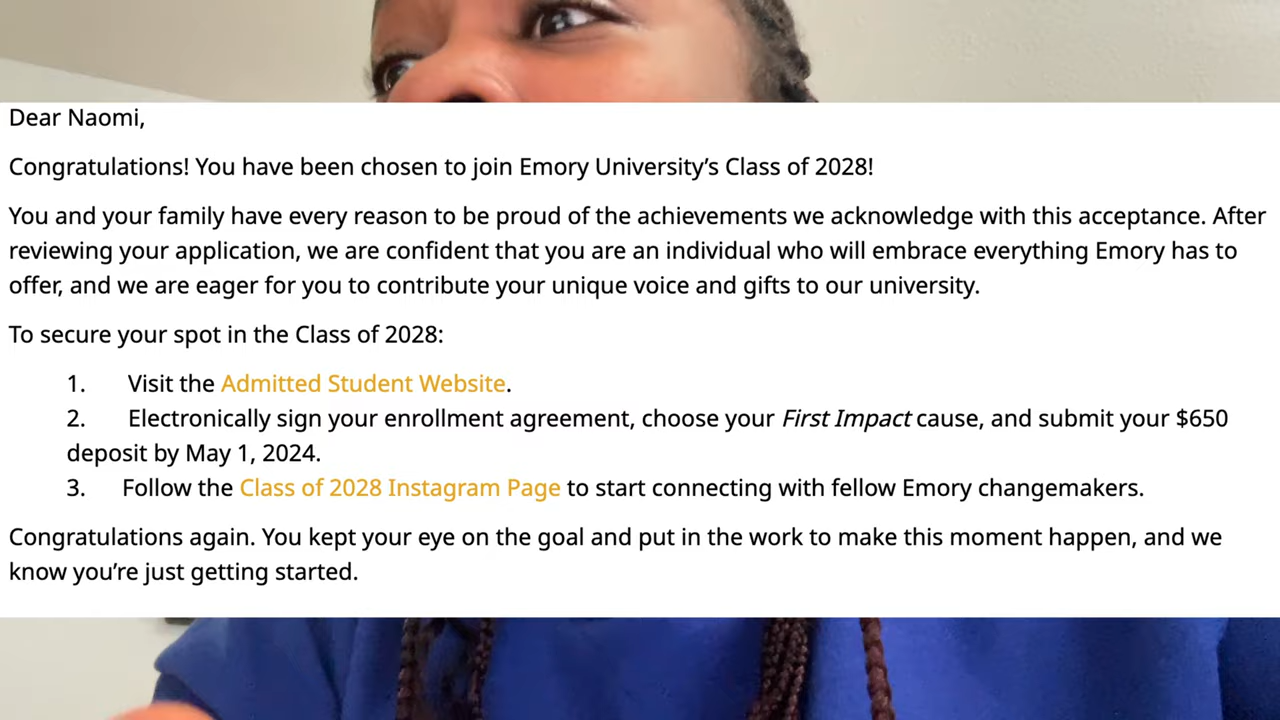 Dear Naomi,
Congratulations! You have been chosen to join Emory University’s Class of 2028!
You and your family have every reason to be proud of the achievements we acknowledge with this acceptance. After
reviewing your application, we are confident that you are an individual who will embrace everything Emory has to
offer, and we are eager for you to contribute your unique voice and gifts to our university.
To secure your spot in the Class of 2028:
1. Visit the Admitted Student Website.
2. Electronically sign your enrollment agreement, choose your First Impact cause, and submit your $650
deposit by May 1, 2024.
3. Follow the Class of 2028 Instagram Page to start connecting with fellow Emory changemakers.
Congratulations again. You kept your eye on the goal and put in the work to make this moment happen, and we
know you’re just getting started.